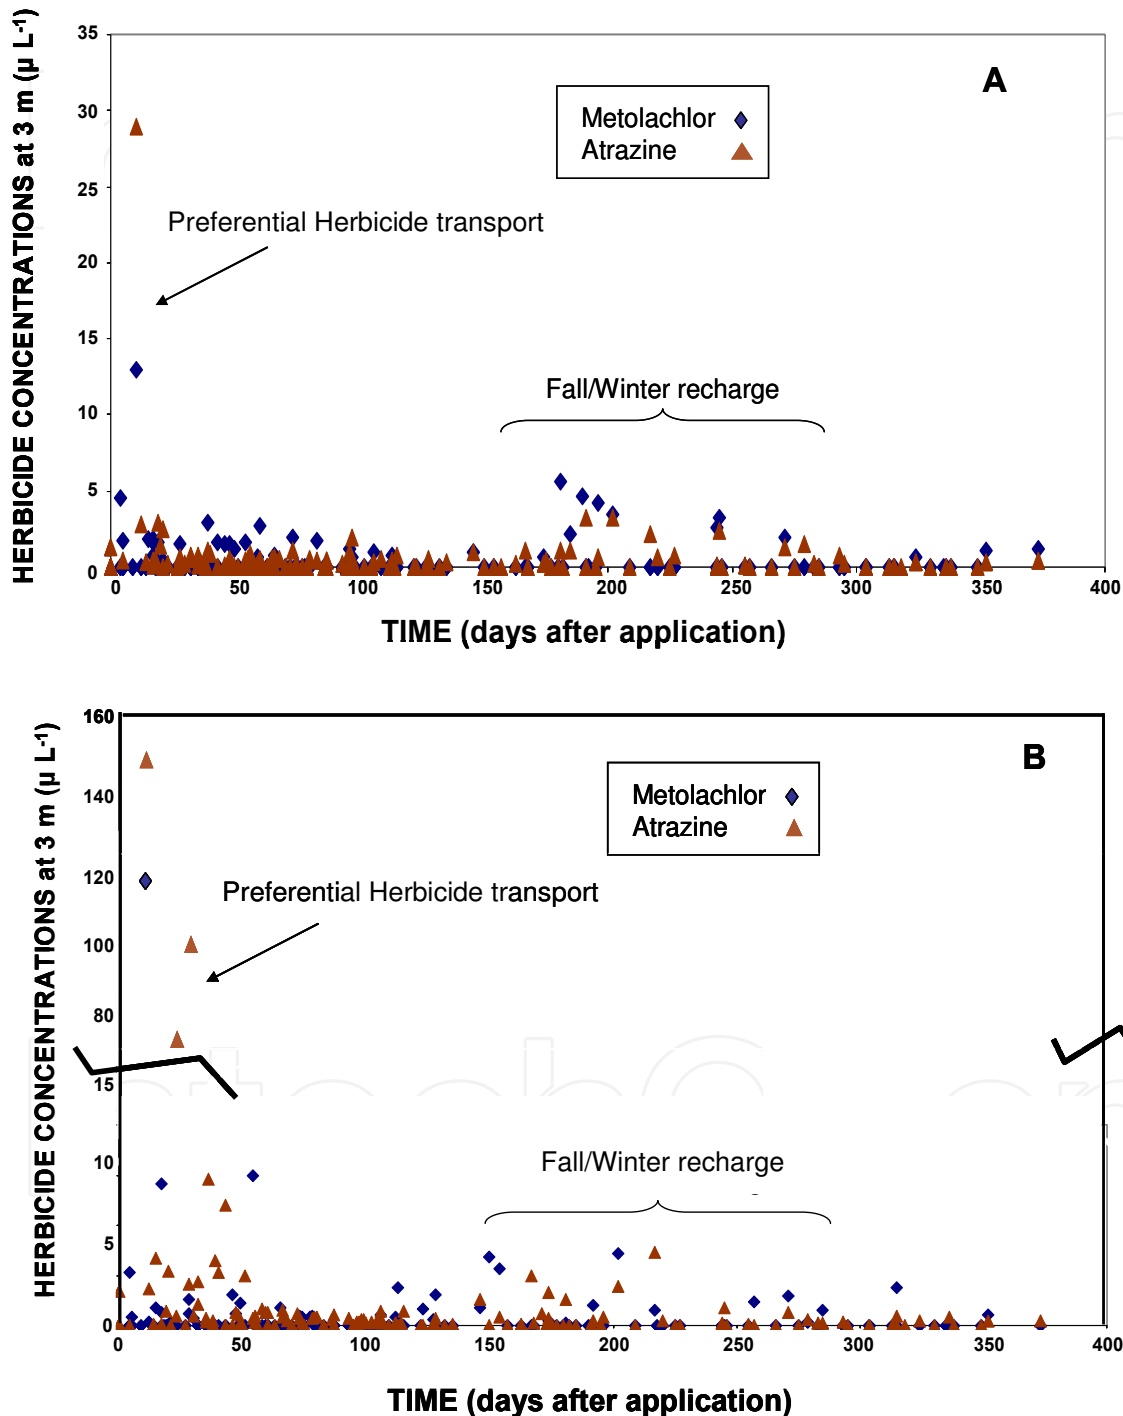 HERBICIDE CONCENTRATIONS at 3 m (µ L-1)
35
30
25
20
15
10
5
0
A
Metolachlor
Atrazine
Preferential Herbicide transport
Fall/Winter recharge
0 50 100 150 200 250 300 350 400
TIME (days after application)
HERBICIDE CONCENTRATIONS at 3 m (µ L-1)
160
140
120
100
80
15
10
5
0
B
Metolachlor
Atrazine
Preferential Herbicide transport
Fall/Winter recharge
0 50 100 150 200 250 300 350 400
TIME (days after application)